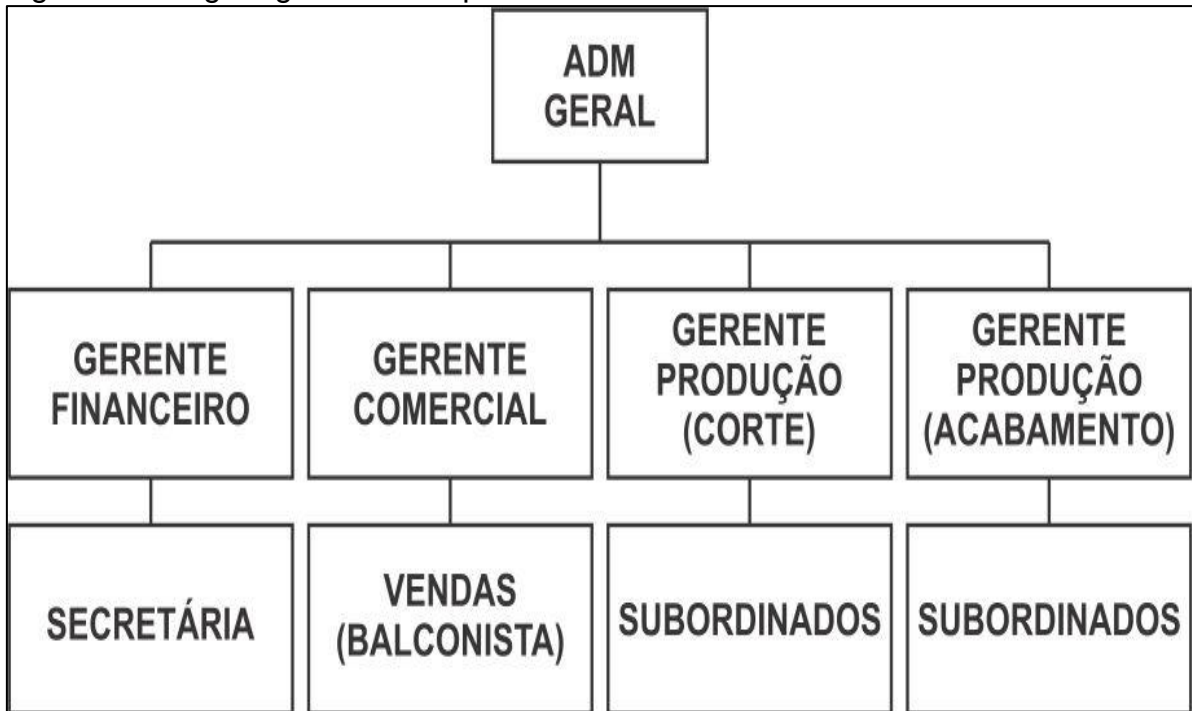 ADM
GERAL
GERENTE
FINANCEIRO
GERENTE
COMERCIAL
GERENTE
PRODUÇÃO
(CORTE)
GERENTE
PRODUÇÃO
(ACABAMENTO)
SECRETÁRIA
VENDAS
(BALCONISTA)
SUBORDINADOS
SUBORDINADOS